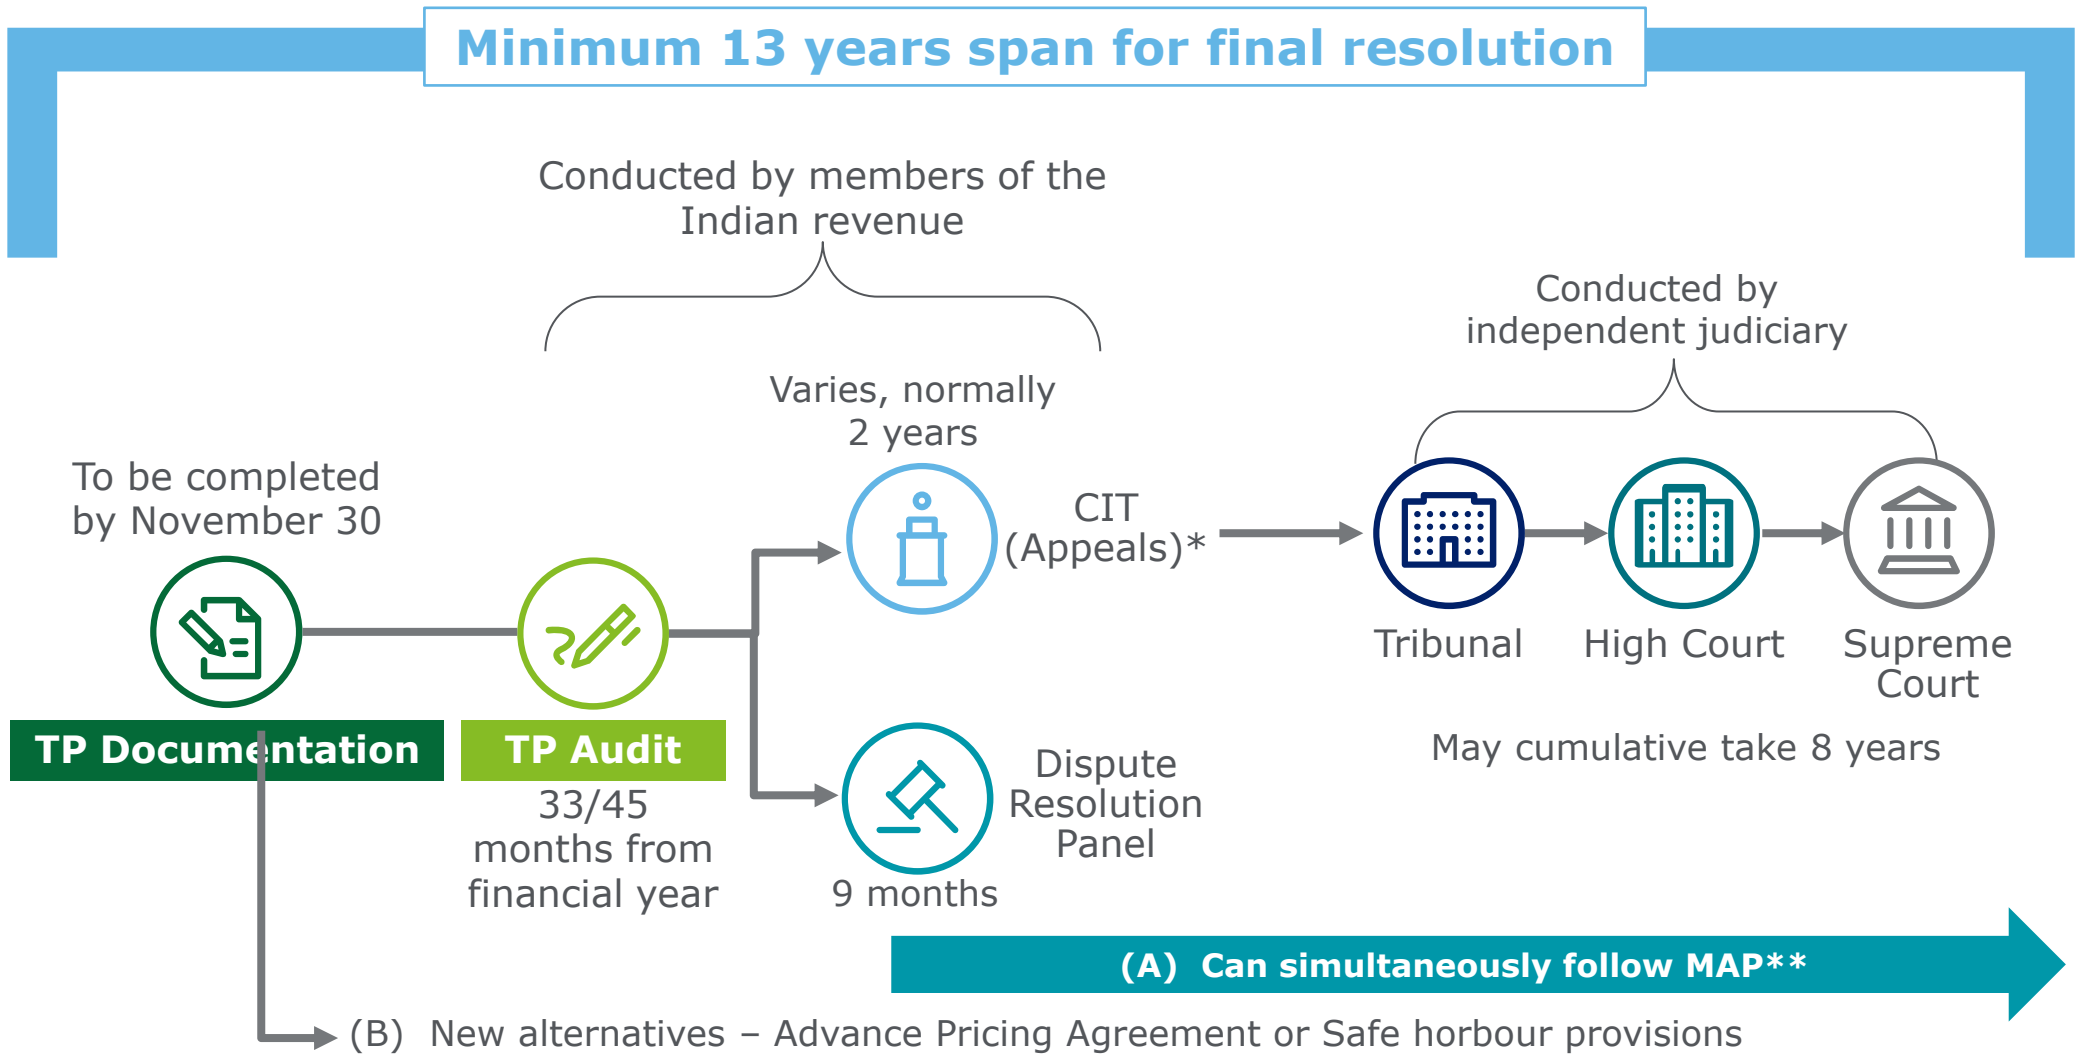 Minimum 13 years span for final resolution
Conducted by members of the
Indian revenue
Conducted by
independent judiciary
Varies, normally
2 years
To be completed
by November 30
CIT
(Appeals)*
Tribunal
High Court
Supreme
Court
TP Documentation
TP Audit
33/45
months from
financial year
Dispute
Resolution
Panel
9 months
May cumulative take 8 years
(A) Can simultaneously follow MAP**
(B) New alternatives – Advance Pricing Agreement or Safe horbour provisions